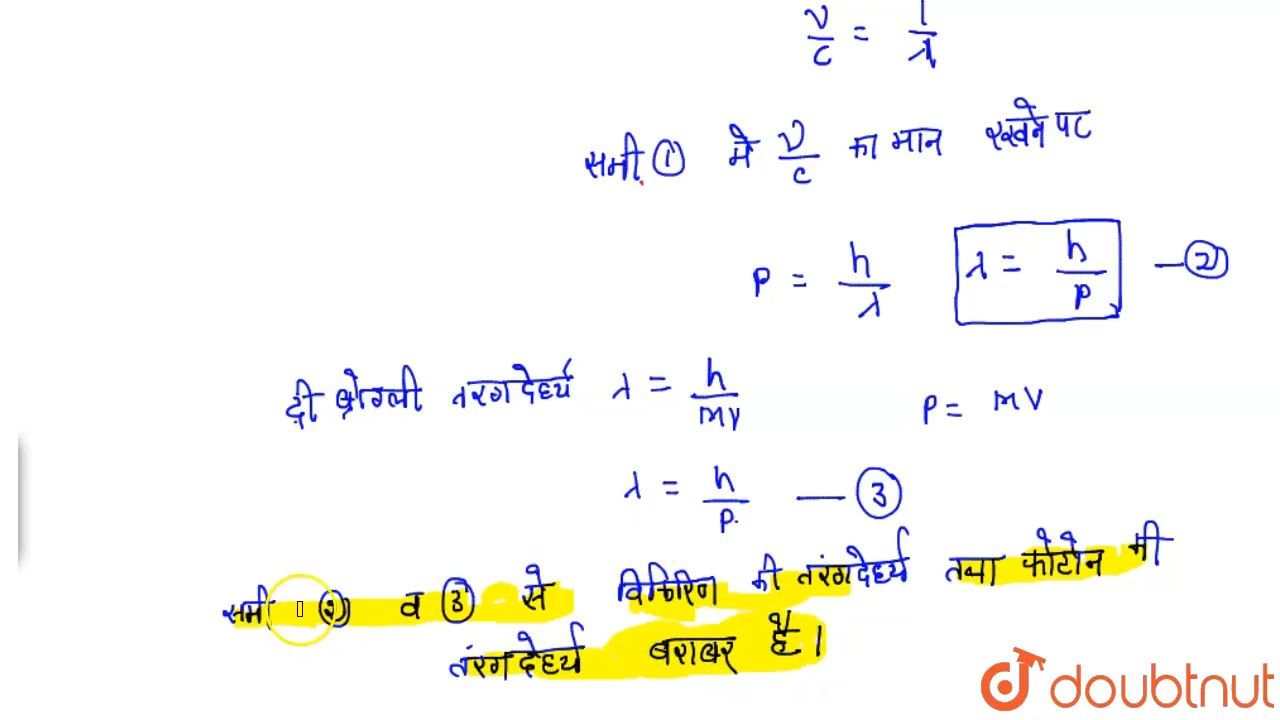 ν/c = 1/λ
समी. ① मे ν/c का मान रखने पर
P = h/λ λ = h/P —②
दी ब्रोग्ली तरंगदैर्ध्य λ = h/mv P = mv
λ = h/P. — ③
समी ② व ③ से विकिरण की तरंगदैर्ध्य तथा फोटोन की
तरंगदैर्ध्य बराबर है।
doubtnut